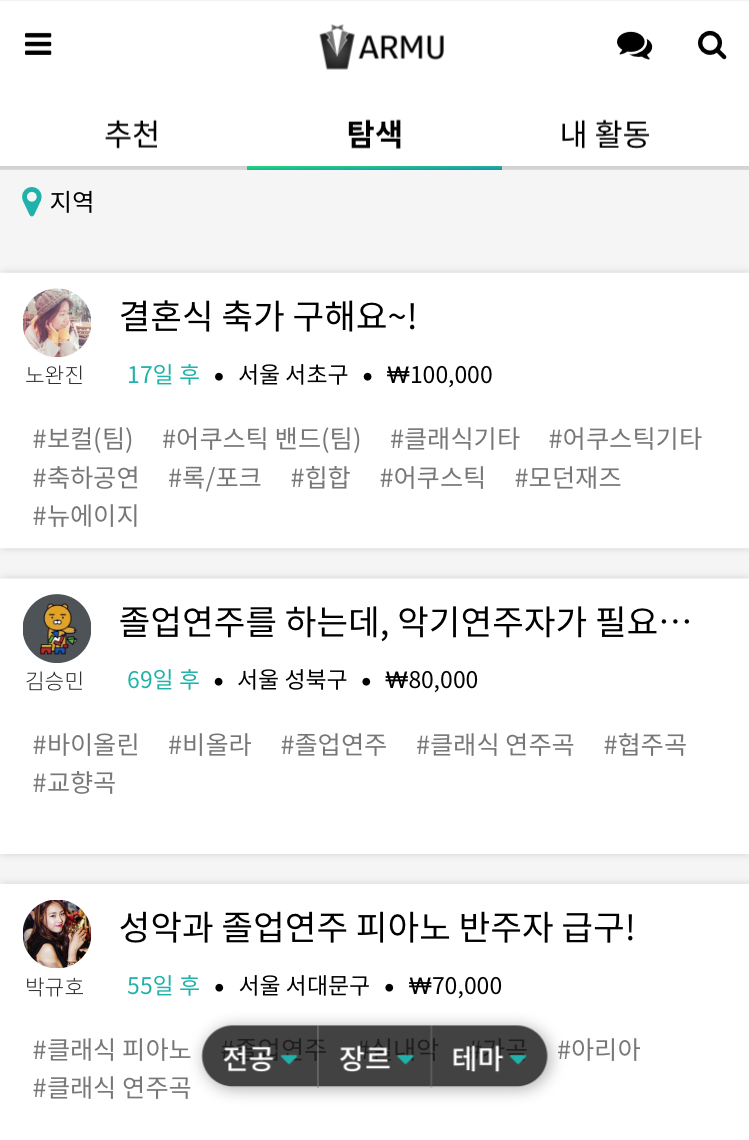 ARMU
추천 탐색 내 활동
지역
결혼식 축가 구해요~!
노완진 17일 후 • 서울 서초구 • ₩100,000
#보컬(팀) #어쿠스틱 밴드(팀) #클래식기타 #어쿠스틱기타
#축하공연 #록/포크 #힙합 #어쿠스틱 #모던재즈
#뉴에이지
졸업연주를 하는데, 악기연주자가 필요…
김승민 69일 후 • 서울 성북구 • ₩80,000
#바이올린 #비올라 #졸업연주 #클래식 연주곡 #협주곡
#교향곡
성악과 졸업연주 피아노 반주자 급구!
박규호 55일 후 • 서울 서대문구 • ₩70,000
#클래식 피아노 #졸업연주 #실내악 #가곡 #아리아
전공 장르 테마
#클래식 연주곡